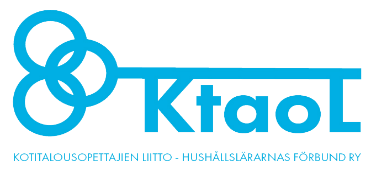 KtaoL
KOTITALOUSOPETTAJIEN LIITTO - HUSHÅLLSLÄRARNAS FÖRBUND RY